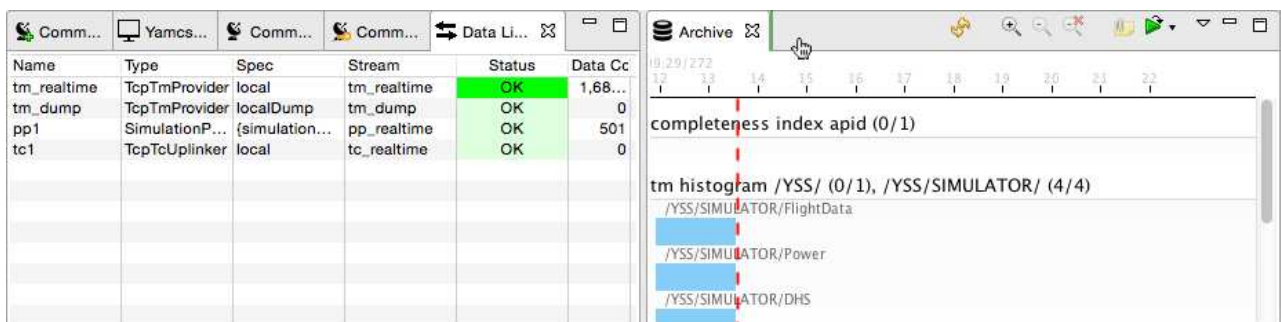 Comm...
Yamcs...
Comm...
Comm...
Data Li...
Archive
Name Type Spec Stream Status Data Cc
tm_realtime TcpTmProvider local tm_realtime OK 1,68...
tm_dump TcpTmProvider localDump tm_dump OK 0
pp1 SimulationP... {simulation... pp_realtime OK 501
tc1 TcpTcUplinker local tc_realtime OK 0
9.29/272
12 13 14 15 16 17 18 19 20 21 22
completeness index apid (0/1)
tm histogram /YSS/ (0/1), /YSS/SIMULATOR/ (4/4)
/YSS/SIMULATOR/FlightData
/YSS/SIMULATOR/Power
/YSS/SIMULATOR/DHS